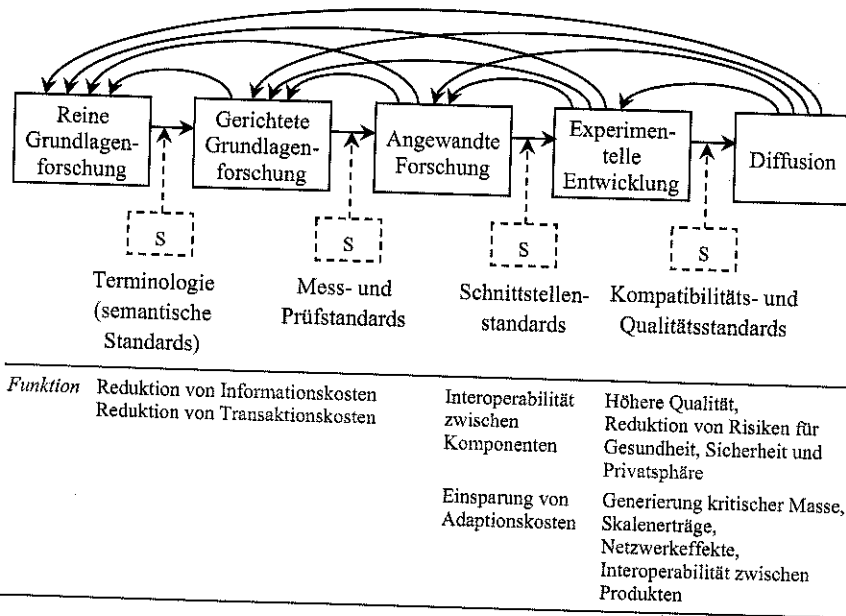 Reine
Grundlagen-
forschung
Gerichtete
Grundlagen-
forschung
Angewandte
Forschung
Experimen-
telle
Entwicklung
Diffusion
S
S
S
S
Terminologie
(semantische
Standards)
Mess- und
Prüfstandards
Schnittstellen-
standards
Kompatibilitäts- und
Qualitätsstandards
Funktion
Reduktion von Informationskosten
Reduktion von Transaktionskosten
Interoperabilität
zwischen
Komponenten
Einsparung von
Adaptionskosten
Höhere Qualität,
Reduktion von Risiken für
Gesundheit, Sicherheit und
Privatsphäre
Generierung kritischer Masse,
Skalenerträge,
Netzwerkeffekte,
Interoperabilität zwischen
Produkten